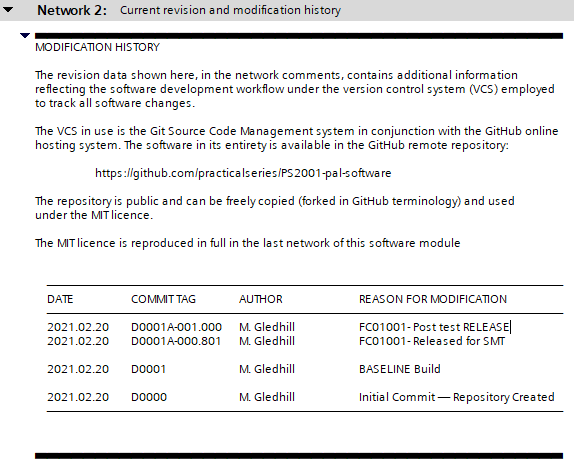 Network 2: Current revision and modification history
MODIFICATION HISTORY
The revision data shown here, in the network comments, contains additional information
reflecting the software development workflow under the version control system (VCS) employed
to track all software changes.
The VCS in use is the Git Source Code Management system in conjunction with the GitHub online
hosting system. The software in its entirety is available in the GitHub remote repository:
https://github.com/practicalseries/PS2001-pal-software
The repository is public and can be freely copied (forked in GitHub terminology) and used
under the MIT licence.
The MIT licence is reproduced in full in the last network of this software module
DATE COMMIT TAG AUTHOR REASON FOR MODIFICATION
2021.02.20 D0001A-001.000 M. Gledhill FC01001- Post test RELEASE
2021.02.20 D0001A-000.801 M. Gledhill FC01001- Released for SMT
2021.02.20 D0001 M. Gledhill BASELINE Build
2021.02.20 D0000 M. Gledhill Initial Commit — Repository Created